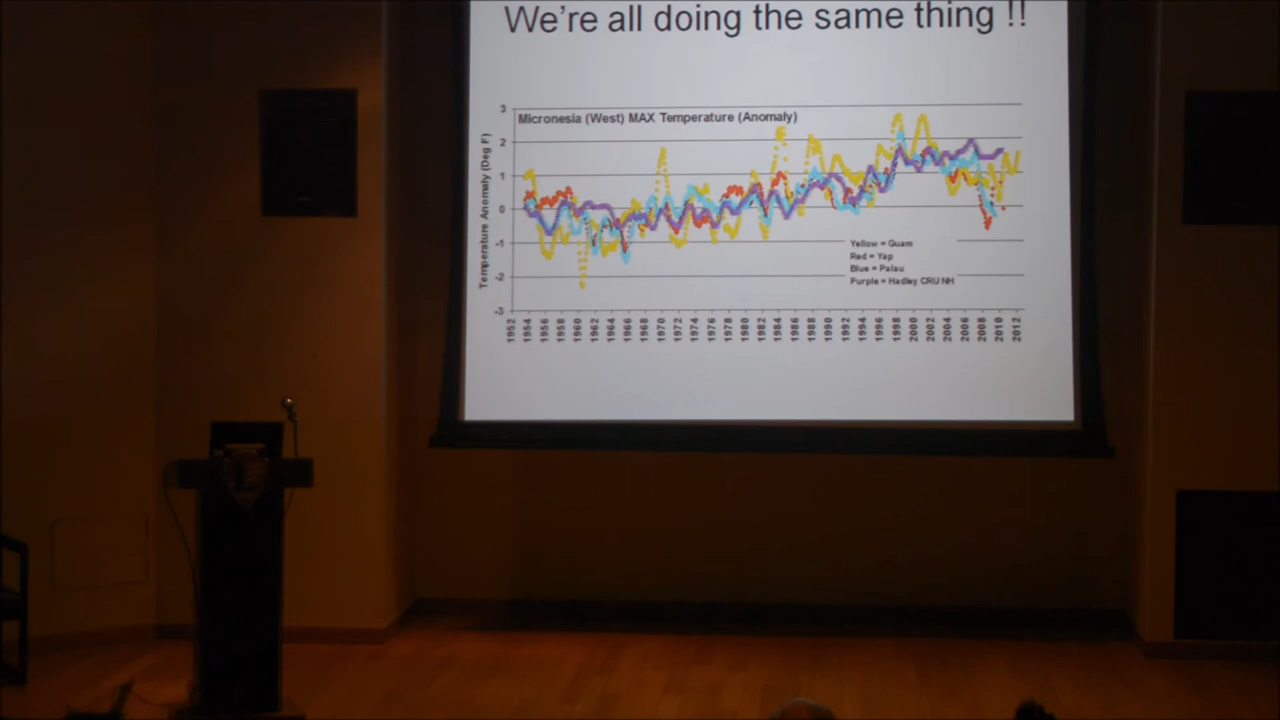 We're all doing the same thing !!
Micronesia (West) MAX Temperature (Anomaly)
Temperature Anomaly (Deg F)
3
2
1
0
-1
-2
-3
Yellow = Guam
Red = Yap
Blue = Palau
Purple = Hadley CRU NH
1952 1954 1956 1958 1960 1962 1964 1966 1968 1970 1972 1974 1976 1978 1980 1982 1984 1986 1988 1990 1992 1994 1996 1998 2000 2002 2004 2006 2008 2010 2012